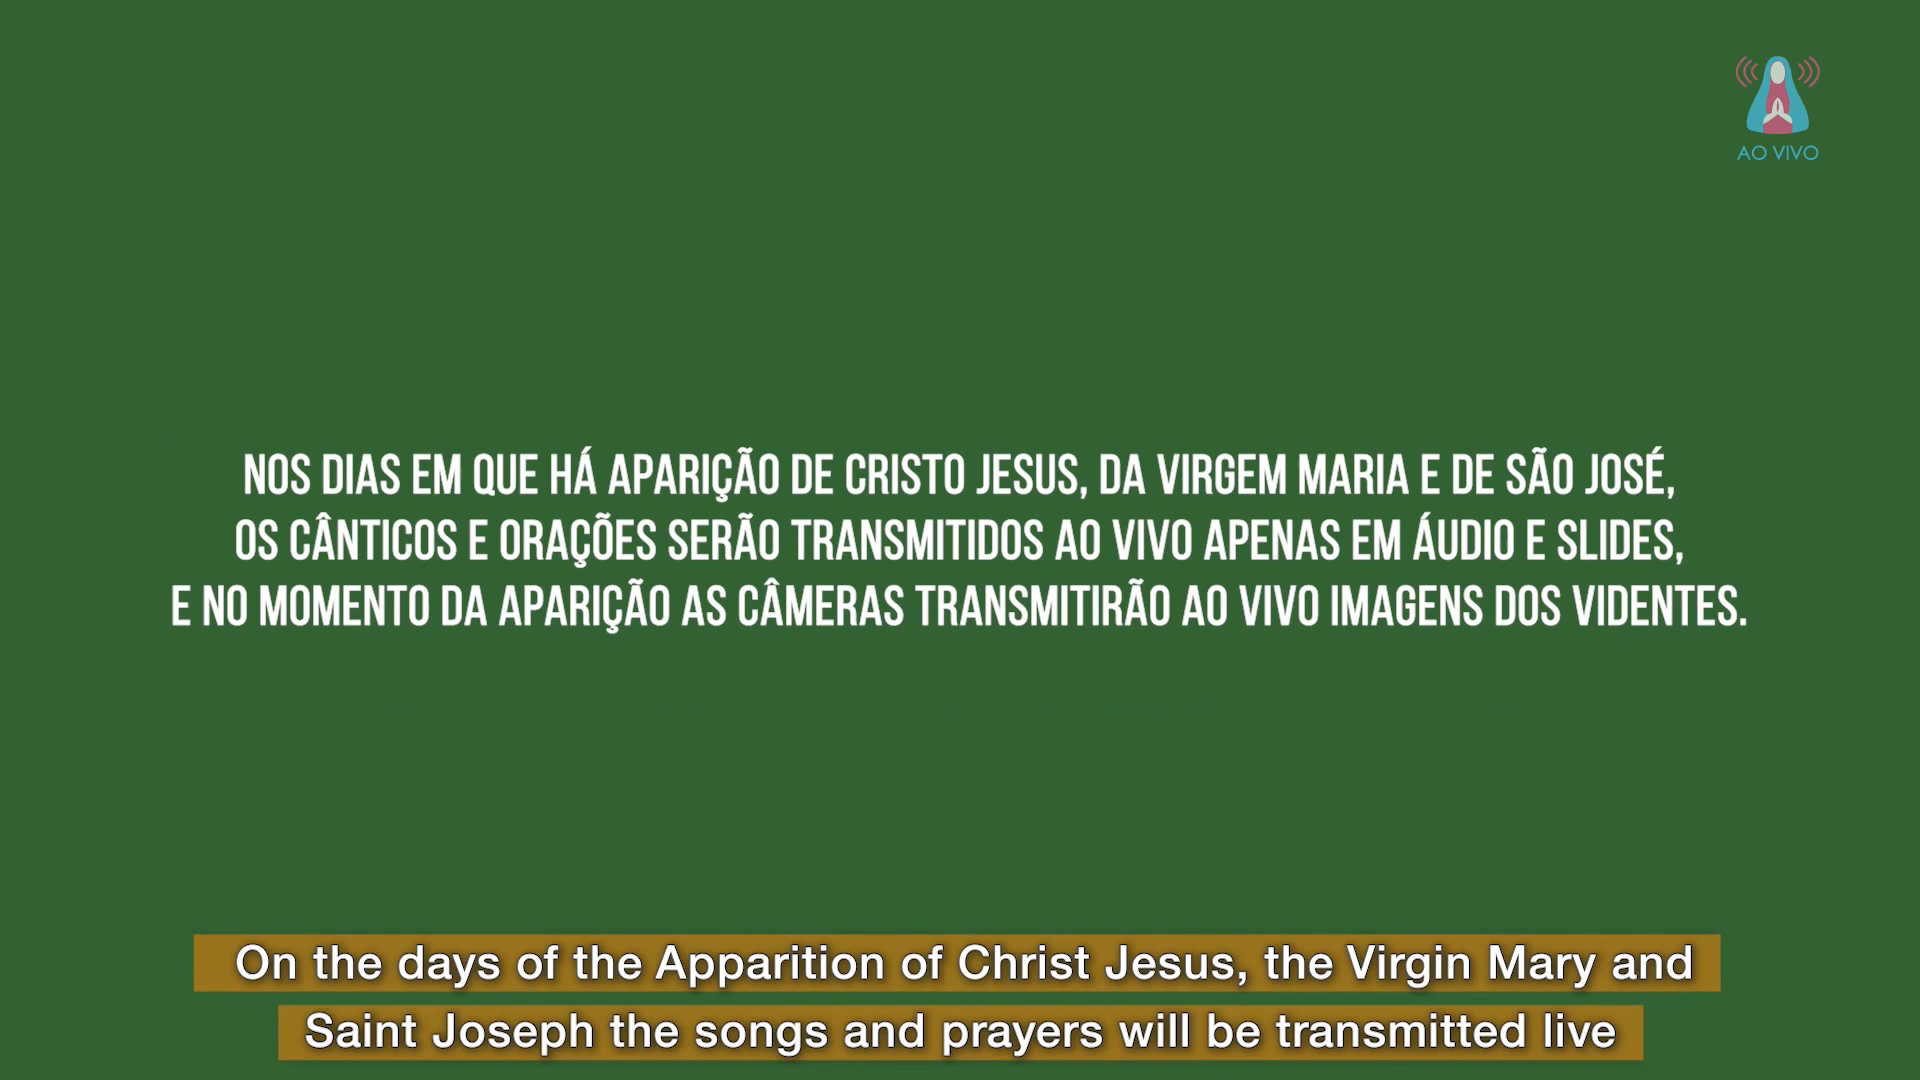 AO VIVO
NOS DIAS EM QUE HÁ APARIÇÃO DE CRISTO JESUS, DA VIRGEM MARIA E DE SÃO JOSÉ,
OS CÂNTICOS E ORAÇÕES SERÃO TRANSMITIDOS AO VIVO APENAS EM ÁUDIO E SLIDES,
E NO MOMENTO DA APARIÇÃO AS CÂMERAS TRANSMITIRÃO AO VIVO IMAGENS DOS VIDENTES.
On the days of the Apparition of Christ Jesus, the Virgin Mary and
Saint Joseph the songs and prayers will be transmitted live